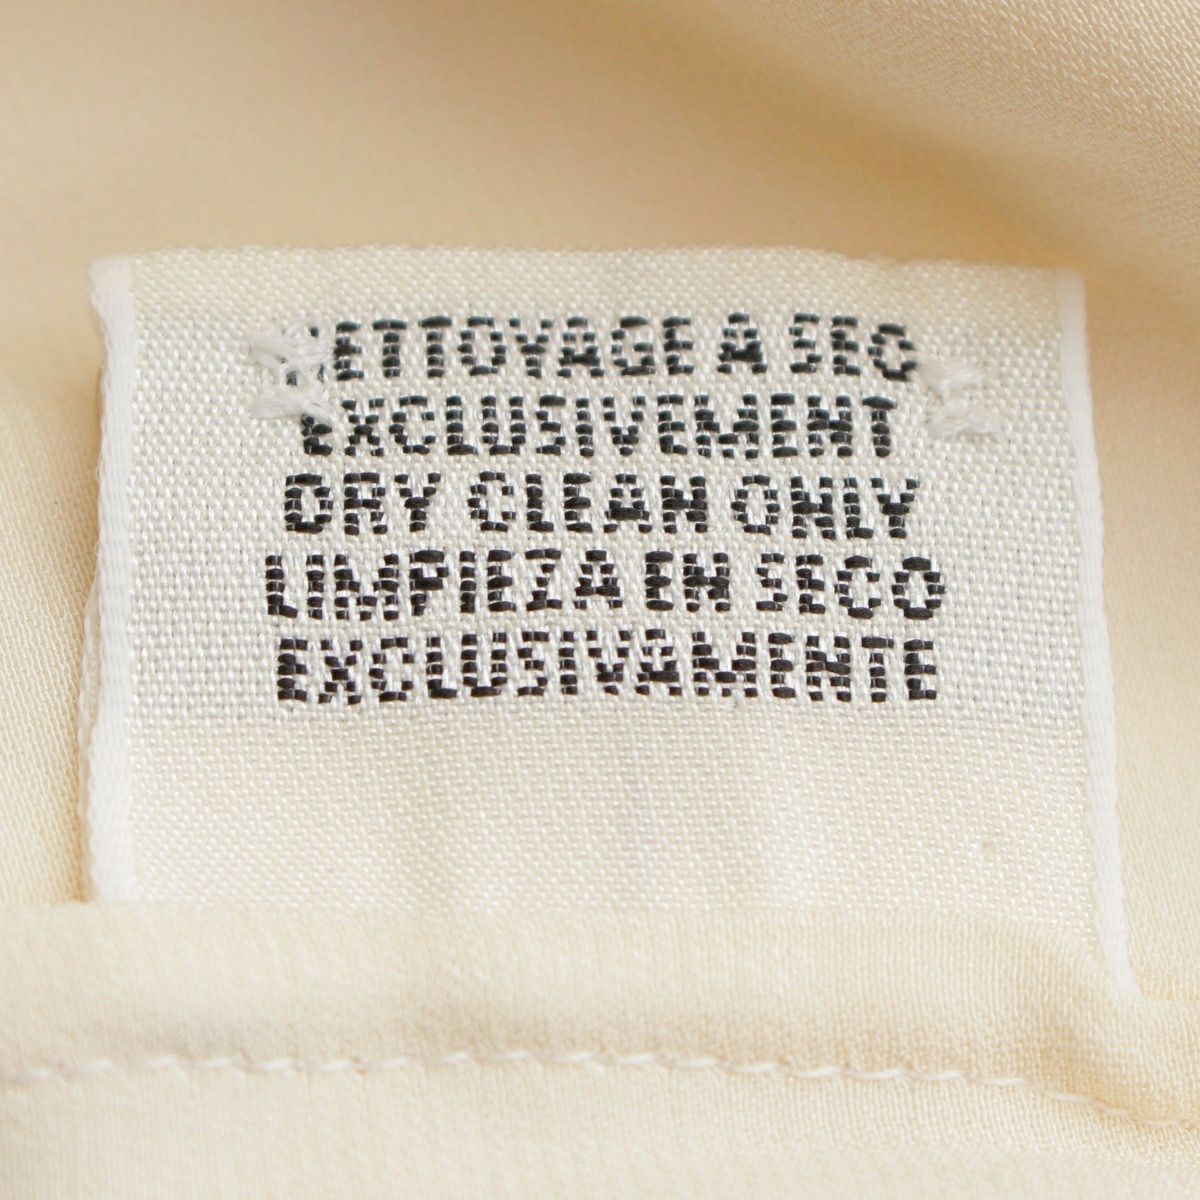 NETTOYAGE A SEC
EXCLUSIVEMENT
DRY CLEAN ONLY
LIMPIEZA EN SECO
EXCLUSIVAMENTE